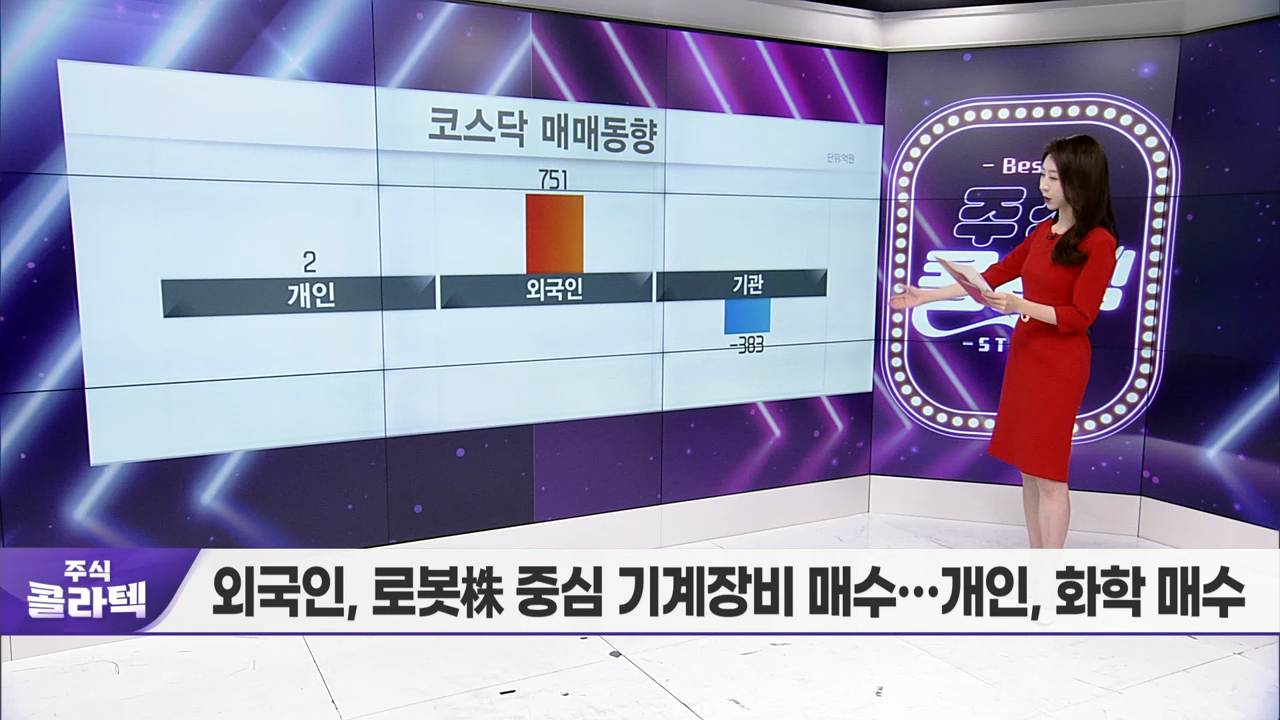 코스닥 매매동향
단위:억원
751
2
개인
외국인
기관
-383
- Bes
주식
콜라텍
외국인, 로봇株 중심 기계장비 매수…개인, 화학 매수